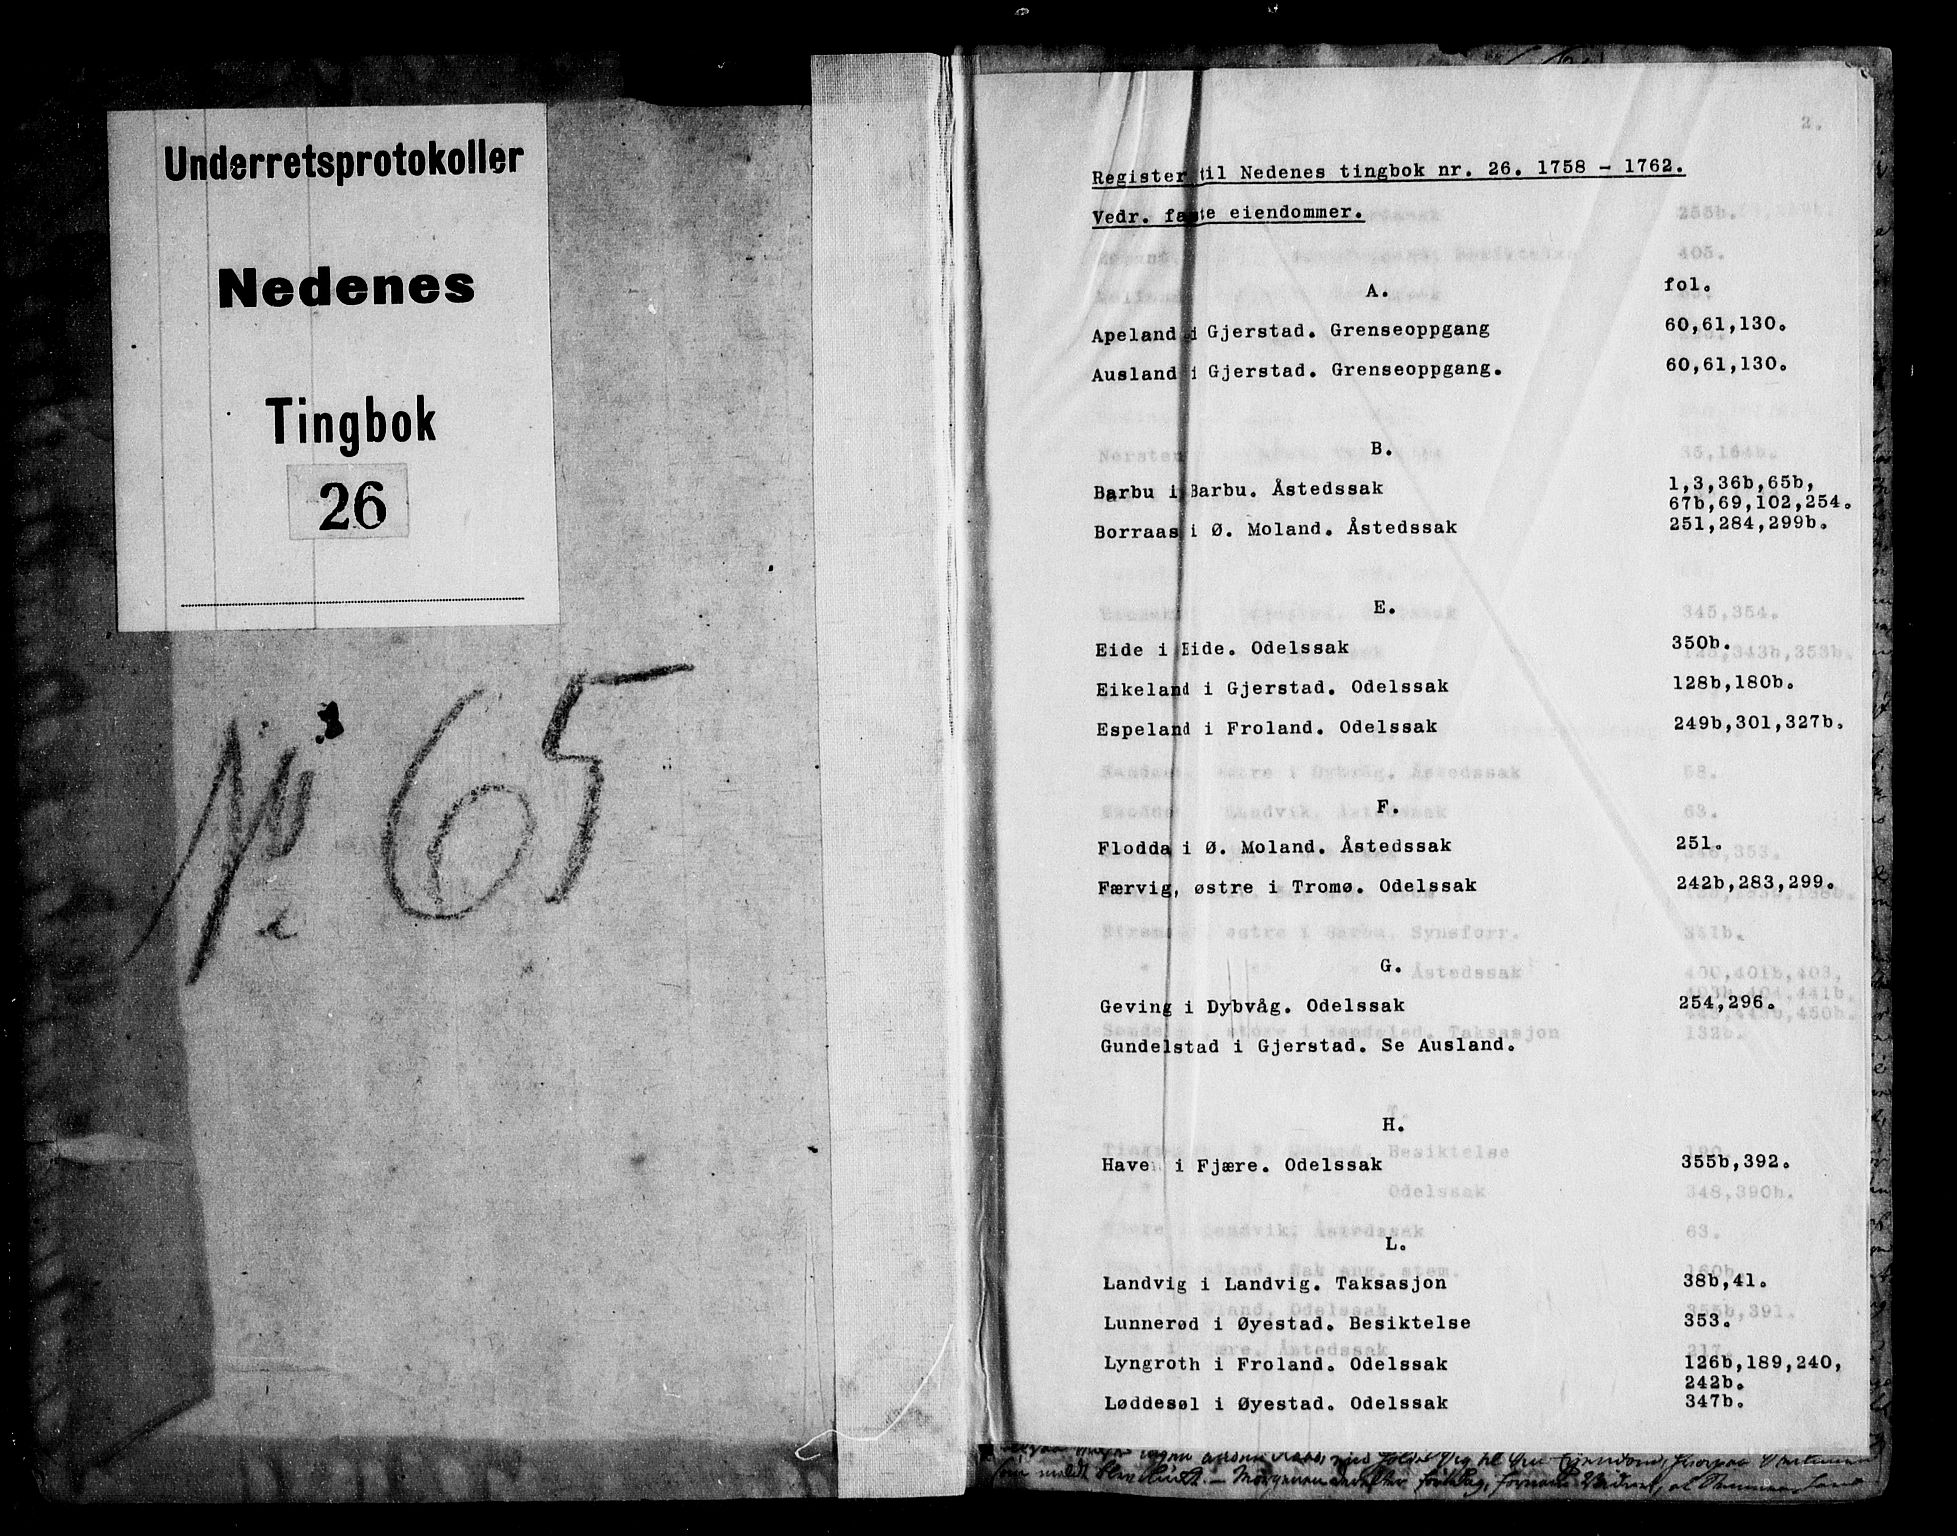 Underretsprotokoller
Nedenes
Tingbok
26
No 65
2.
Register til Nedenes tingbok nr. 26. 1758 - 1762.
Vedr. faste eiendommer.
A. fol.
Apeland i Gjerstad. Grenseoppgang 60,61,130.
Ausland i Gjerstad. Grenseoppgang. 60,61,130.
B.
Barbu i Barbu. Åstedssak 1,3,36b,65b,
67b,69,102,254.
Borraas i Ø. Moland. Åstedssak 251,284,299b.
E.
Eide i Eide. Odelssak 350b.
Eikeland i Gjerstad. Odelssak 128b,180b.
Espeland i Froland. Odelssak 249b,301,327b.
F.
Flodda i Ø. Moland. Åstedssak 251.
Færvig, østre i Tromø. Odelssak 242b,283,299.
G.
Geving i Dybvåg. Odelssak 254,296.
Gundelstad i Gjerstad. Se Ausland.
H.
Have i Fjære. Odelssak 355b,392.
L.
Landvig i Landvig. Taksasjon 38b,41.
Lunnerød i Øyestad. Besiktelse 353.
Lyngroth i Froland. Odelssak 126b,189,240,
242b.
Løddesøl i Øyestad. Odelssak 347b.